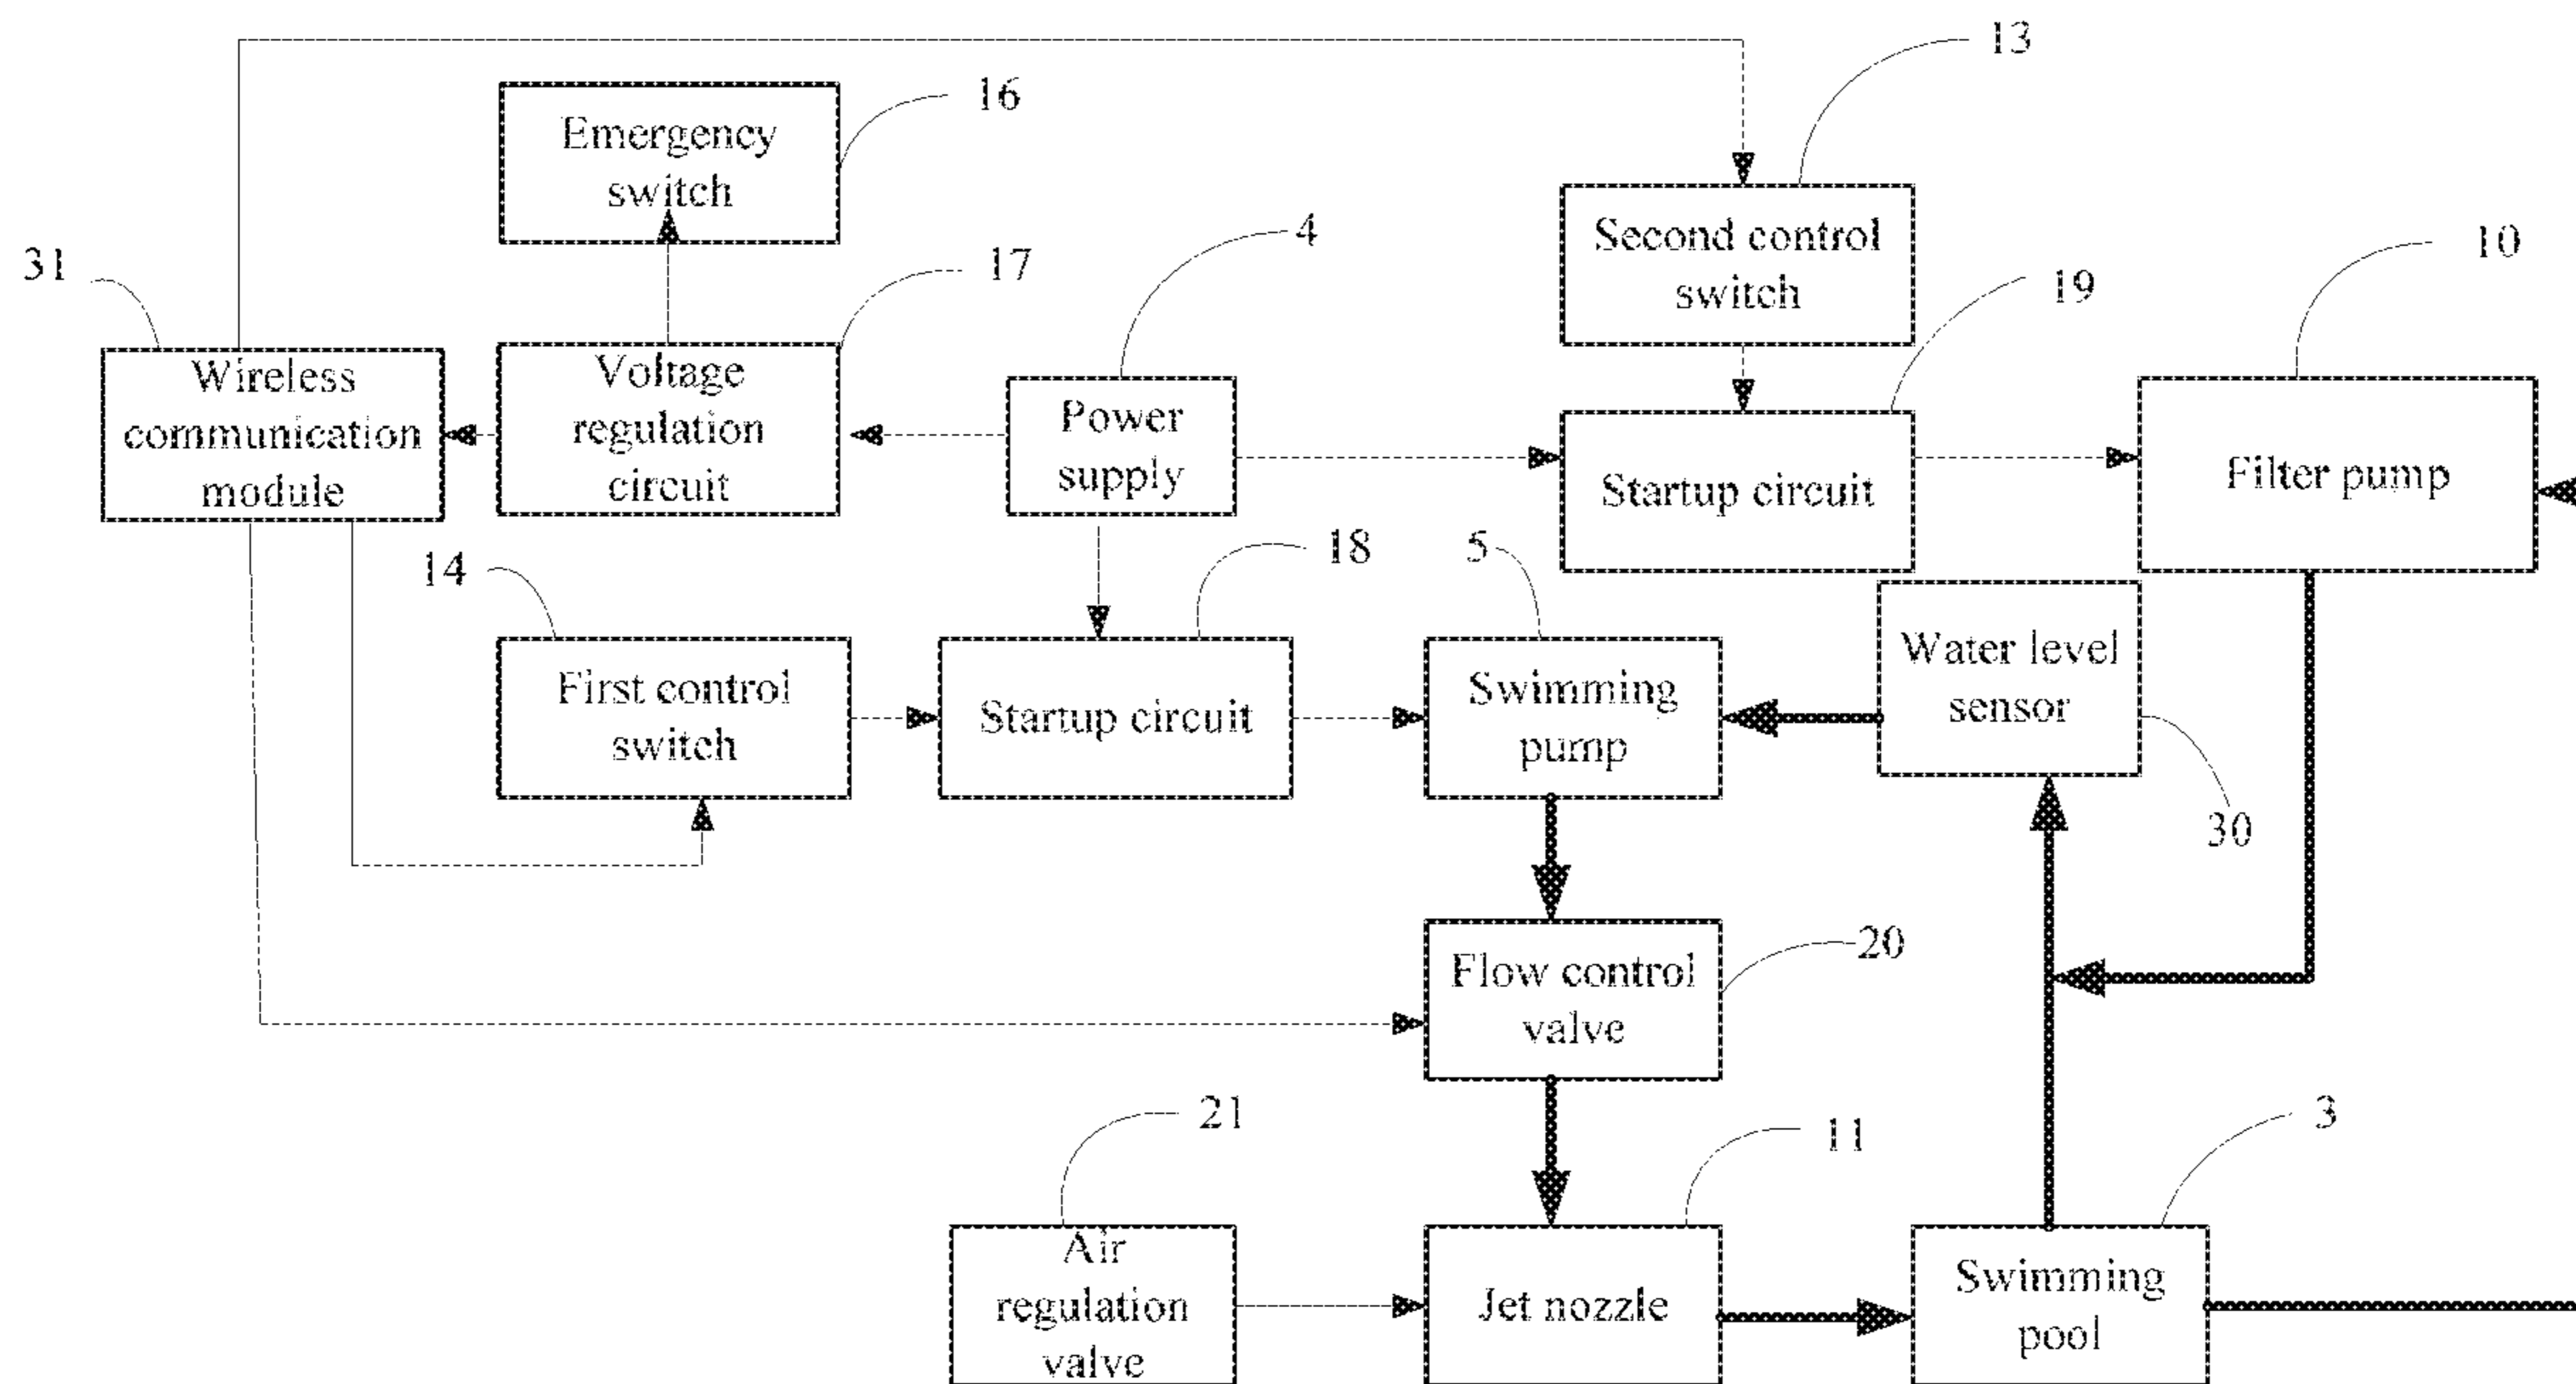 13
16
Emergency
switch
4
Second control
switch
10
31
17
19
Wireless
communication
module
Voltage
regulation
circuit
Power
supply
Startup circuit
Filter pump
14
18
5
First control
switch
Startup circuit
Swimming
pump
Water level
sensor
30
Flow control
valve
20
21
11
3
Air
regulation
valve
Jet nozzle
Swimming
pool